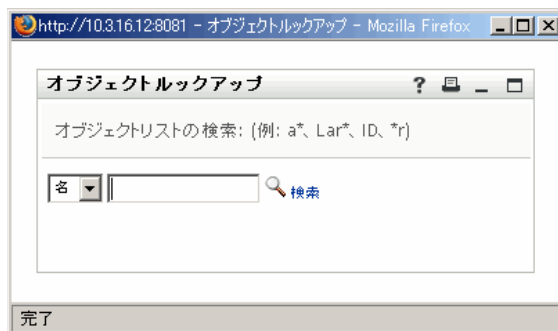 http://10.3.16.12:8081 - オブジェクトルックアップ - Mozilla Firefox
オブジェクトルックアップ ?
オブジェクトリストの検索: (例: a*、Lar*、ID、*r)
名 検索
完了